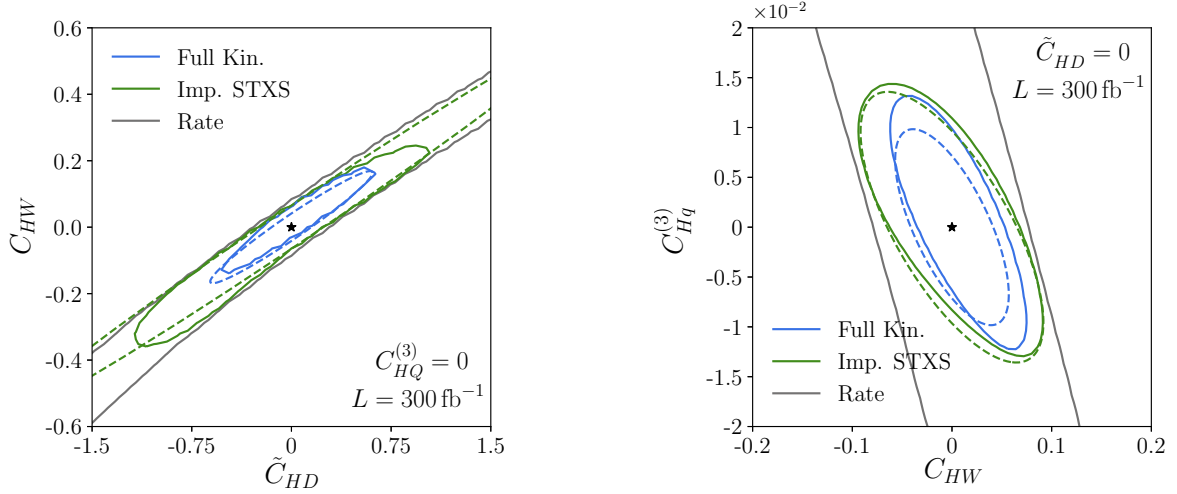 0.6
0.4
0.2
0.0
-0.2
-0.4
-0.6
C_{HW}
Full Kin.
Imp. STXS
Rate
C_{HQ}^{(3)} = 0
L = 300 fb^{-1}
-1.5 -0.75 0 0.75 1.5
\tilde{C}_{HD}
×10^{-2}
2
1.5
1
0.5
0
-0.5
-1
-1.5
-2
C_{Hq}^{(3)}
\tilde{C}_{HD} = 0
L = 300 fb^{-1}
Full Kin.
Imp. STXS
Rate
-0.2 -0.1 0 0.1 0.2
C_{HW}